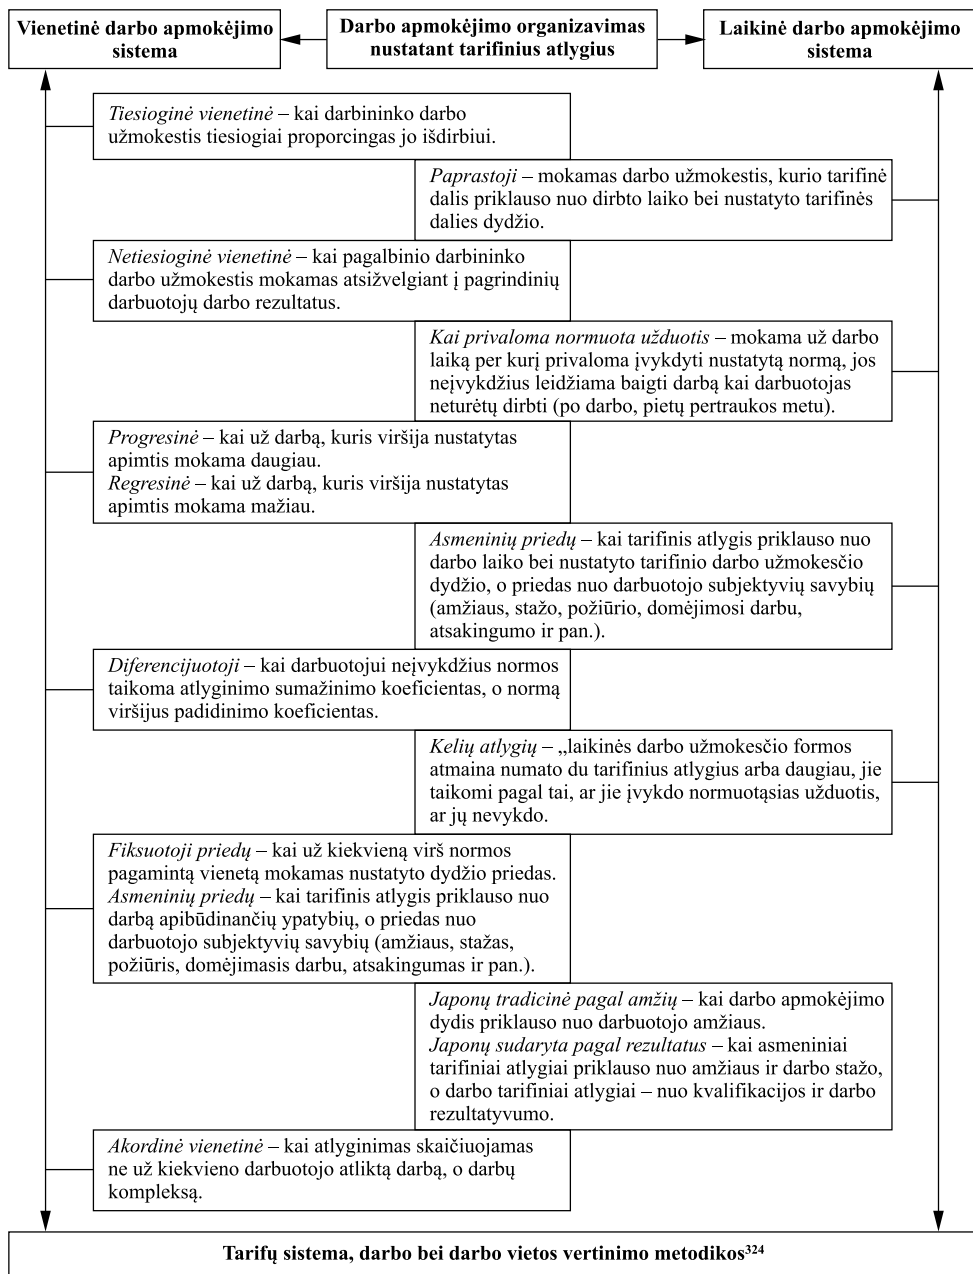 Vienetinė darbo apmokėjimo
sistema
Darbo apmokėjimo organizavimas
nustatant tarifinius atlygius
Laikinė darbo apmokėjimo
sistema
Tiesioginė vienetinė – kai darbininko darbo
užmokestis tiesiogiai proporcingas jo išdirbiui.
Paprastoji – mokamas darbo užmokestis, kurio tarifinė
dalis priklauso nuo dirbto laiko bei nustatyto tarifinės
dalies dydžio.
Netiesioginė vienetinė – kai pagalbinio darbininko
darbo užmokestis mokamas atsižvelgiant į pagrindinių
darbuotojų darbo rezultatus.
Kai privaloma normuota užduotis – mokama už darbo
laiką per kurį privaloma įvykdyti nustatytą normą, jos
neįvykdžius leidžiama baigti darbą kai darbuotojas
neturėtų dirbti (po darbo, pietų pertraukos metu).
Progresinė – kai už darbą, kuris viršija nustatytas
apimtis mokama daugiau.
Regresinė – kai už darbą, kuris viršija nustatytas
apimtis mokama mažiau.
Asmeninių priedų – kai tarifinis atlygis priklauso nuo
darbo laiko bei nustatyto tarifinio darbo užmokesčio
dydžio, o priedas nuo darbuotojo subjektyvių savybių
(amžiaus, stažo, požiūrio, domėjimosi darbu,
atsakingumo ir pan.).
Diferencijuotoji – kai darbuotojui neįvykdžius normos
taikoma atlyginimo sumažinimo koeficientas, o normą
viršijus padidinimo koeficientas.
Kelių atlygių – „laikinės darbo užmokesčio formos
atmaina numato du tarifinius atlygius arba daugiau, jie
taikomi pagal tai, ar jie įvykdo normuotąsias užduotis,
ar jų nevykdo.
Fiksuotoji priedų – kai už kiekvieną virš normos
pagamintą vienetą mokamas nustatyto dydžio priedas.
Asmeninių priedų – kai tarifinis atlygis priklauso nuo
darbą apibūdinančių ypatybių, o priedas nuo
darbuotojo subjektyvių savybių (amžiaus, stažas,
požiūris, domėjimasis darbu, atsakingumas ir pan.).
Japonų tradicinė pagal amžių – kai darbo apmokėjimo
dydis priklauso nuo darbuotojo amžiaus.
Japonų sudaryta pagal rezultatus – kai asmeniniai
tarifiniai atlygiai priklauso nuo amžiaus ir darbo stažo,
o darbo tarifiniai atlygiai – nuo kvalifikacijos ir darbo
rezultatyvumo.
Akordinė vienetinė – kai atlyginimas skaičiuojamas
ne už kiekvieno darbuotojo atliktą darbą, o darbų
kompleksą.
Tarifų sistema, darbo bei darbo vietos vertinimo metodikos³²⁴